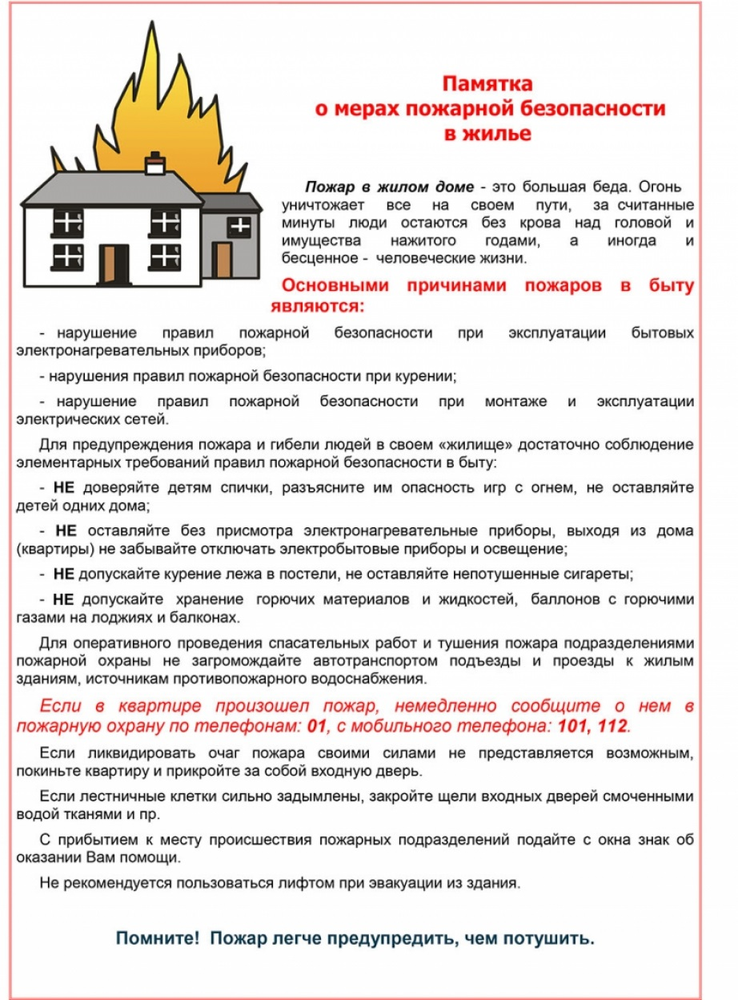 Памятка
о мерах пожарной безопасности
в жилье
Пожар в жилом доме - это большая беда. Огонь
уничтожает все на своем пути, за считанные
минуты люди остаются без крова над головой и
имущества нажитого годами, а иногда и
бесценное - человеческие жизни.
Основными причинами пожаров в быту
являются:
- нарушение правил пожарной безопасности при эксплуатации бытовых
электронагревательных приборов;
- нарушения правил пожарной безопасности при курении;
- нарушение правил пожарной безопасности при монтаже и эксплуатации
электрических сетей.
Для предупреждения пожара и гибели людей в своем «жилище» достаточно соблюдение
элементарных требований правил пожарной безопасности в быту:
- НЕ доверяйте детям спички, разъясните им опасность игр с огнем, не оставляйте
детей одних дома;
- НЕ оставляйте без присмотра электронагревательные приборы, выходя из дома
(квартиры) не забывайте отключать электробытовые приборы и освещение;
- НЕ допускайте курение лежа в постели, не оставляйте непотушенные сигареты;
- НЕ допускайте хранение горючих материалов и жидкостей, баллонов с горючими
газами на лоджиях и балконах.
Для оперативного проведения спасательных работ и тушения пожара подразделениями
пожарной охраны не загромождайте автотранспортом подъезды и проезды к жилым
зданиям, источникам противопожарного водоснабжения.
Если в квартире произошел пожар, немедленно сообщите о нем в
пожарную охрану по телефонам: 01, с мобильного телефона: 101, 112.
Если ликвидировать очаг пожара своими силами не представляется возможным,
покиньте квартиру и прикройте за собой входную дверь.
Если лестничные клетки сильно задымлены, закройте щели входных дверей смоченными
водой тканями и пр.
С прибытием к месту происшествия пожарных подразделений подайте с окна знак об
оказании Вам помощи.
Не рекомендуется пользоваться лифтом при эвакуации из здания.
Помните! Пожар легче предупредить, чем потушить.